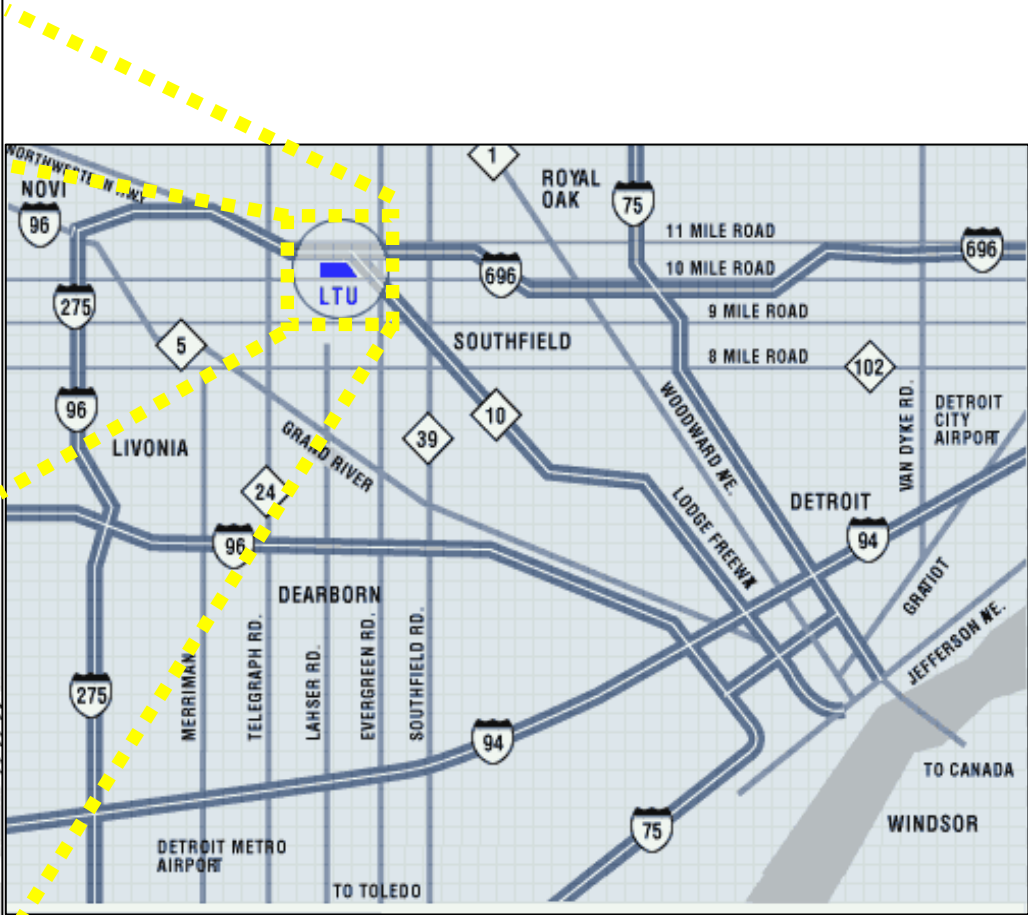 NORTHWESTERN HWY
NOVI
96
1
ROYAL
OAK
75
11 MILE ROAD
696
10 MILE ROAD
696
LTU
275
9 MILE ROAD
5
SOUTHFIELD
8 MILE ROAD
102
96
LIVONIA
GRAND RIVER
39
10
WOODWARD AVE.
VAN DYKE RD.
DETROIT
CITY
AIRPORT
24
LODGE FREEWAY
DETROIT
94
96
DEARBORN
GRATIOT
JEFFERSON AVE.
275
MERRIMAN
TELEGRAPH RD.
LAHSER RD.
EVERGREEN RD.
SOUTHFIELD RD.
94
TO CANADA
WINDSOR
75
DETROIT METRO
AIRPORT
TO TOLEDO